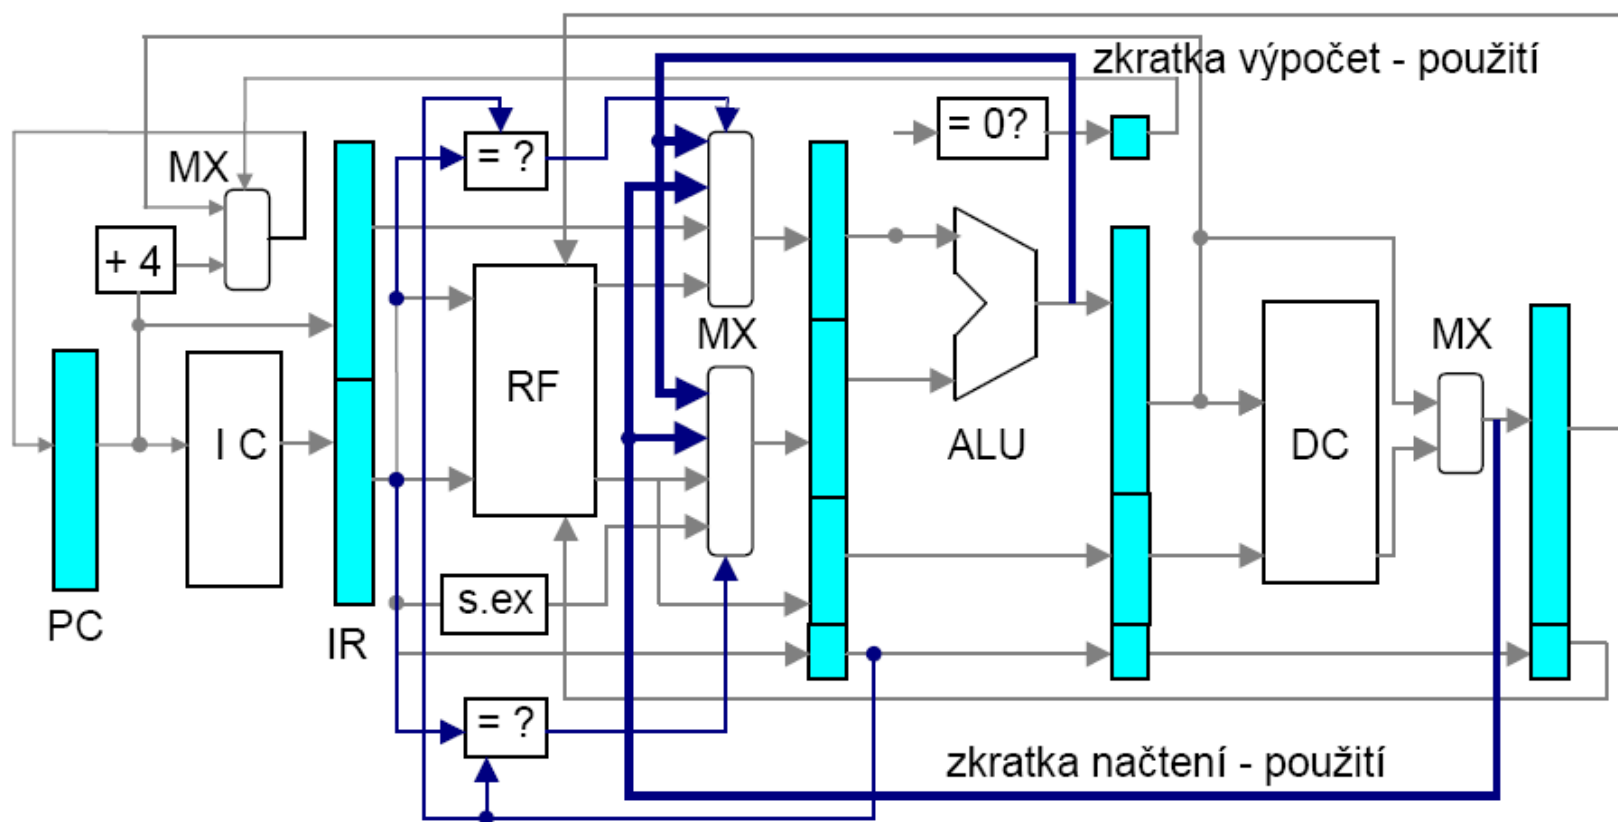 zkratka výpočet - použití
= 0?
= ?
MX
+ 4
MX
RF
MX
I C
ALU
DC
PC
s.ex
IR
= ?
zkratka načtení - použití